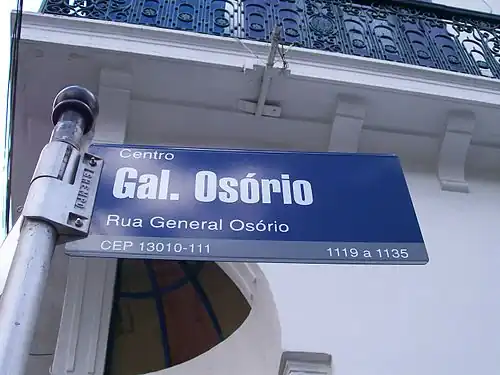 Centro
Gal. Osório
Rua General Osório
CEP 13010-111 1119 a 1135